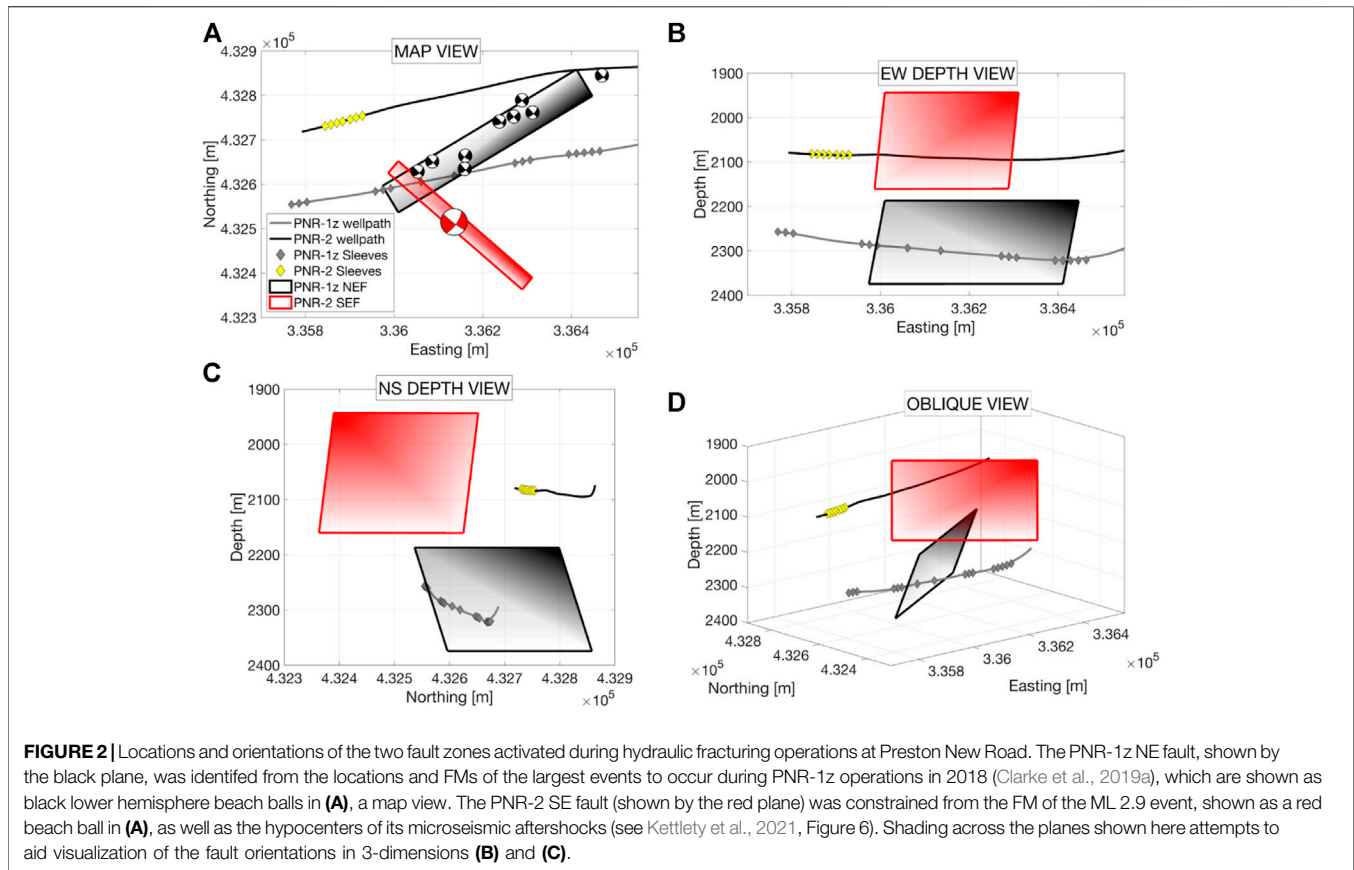 A
MAP VIEW
4.329 ×10⁵
4.328
4.327
4.326
4.325
4.324
4.323
Northing [m]
PNR-1z wellpath
PNR-2 wellpath
PNR-1z Sleeves
PNR-2 Sleeves
PNR-1z NEF
PNR-2 SEF
3.358 3.36 3.362 3.364
Easting [m] ×10⁵
B
EW DEPTH VIEW
1900
2000
2100
2200
2300
2400
Depth [m]
3.358 3.36 3.362 3.364
Easting [m] ×10⁵
C
NS DEPTH VIEW
1900
2000
2100
2200
2300
2400
Depth [m]
4.323 4.324 4.325 4.326 4.327 4.328 4.329
Northing [m] ×10⁵
D
OBLIQUE VIEW
1900
2000
2100
2200
2300
2400
Depth [m]
4.328 4.326 4.324
×10⁵
Northing [m]
3.358 3.36 3.362 3.364
×10⁵
Easting [m]
FIGURE 2 | Locations and orientations of the two fault zones activated during hydraulic fracturing operations at Preston New Road. The PNR-1z NE fault, shown by
the black plane, was identifed from the locations and FMs of the largest events to occur during PNR-1z operations in 2018 (Clarke et al., 2019a), which are shown as
black lower hemisphere beach balls in (A), a map view. The PNR-2 SE fault (shown by the red plane) was constrained from the FM of the ML 2.9 event, shown as a red
beach ball in (A), as well as the hypocenters of its microseismic aftershocks (see Kettlety et al., 2021, Figure 6). Shading across the planes shown here attempts to
aid visualization of the fault orientations in 3-dimensions (B) and (C).